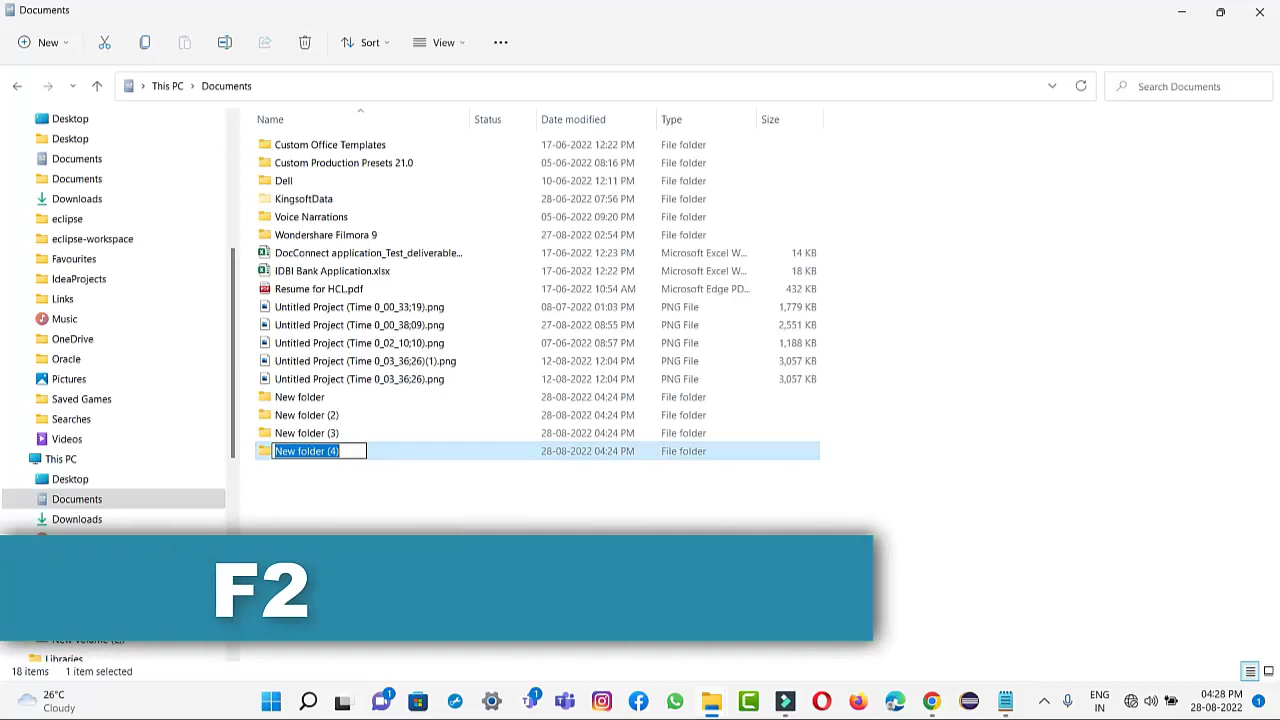 Documents
New
Sort
View
This PC > Documents
Search Documents
Name Status Date modified Type Size
Desktop
Desktop
Documents
Documents
Downloads
eclipse
eclipse-workspace
Favourites
IdeaProjects
Links
Music
OneDrive
Oracle
Pictures
Saved Games
Searches
Videos
This PC
Desktop
Documents
Downloads
Libraries
Custom Office Templates 17-06-2022 12:22 PM File folder
Custom Production Presets 21.0 05-06-2022 08:16 PM File folder
Dell 10-06-2022 12:11 PM File folder
KingsoftData 28-06-2022 07:56 PM File folder
Voice Narrations 05-06-2022 09:20 PM File folder
Wondershare Filmora 9 27-08-2022 02:54 PM File folder
DocConnect application_Test_deliverable... 17-06-2022 12:23 PM Microsoft Excel W... 14 KB
IDBI Bank Application.xlsx 17-06-2022 12:22 PM Microsoft Excel W... 18 KB
Resume for HCL.pdf 17-06-2022 10:54 AM Microsoft Edge PD... 432 KB
Untitled Project (Time 0_00_33;19).png 08-07-2022 01:03 PM PNG File 1,779 KB
Untitled Project (Time 0_00_38;09).png 27-08-2022 08:55 PM PNG File 2,551 KB
Untitled Project (Time 0_02_10;10).png 07-06-2022 08:57 PM PNG File 1,188 KB
Untitled Project (Time 0_03_36;26)(1).png 12-08-2022 12:04 PM PNG File 3,057 KB
Untitled Project (Time 0_03_36;26).png 12-08-2022 12:04 PM PNG File 3,057 KB
New folder 28-08-2022 04:24 PM File folder
New folder (2) 28-08-2022 04:24 PM File folder
New folder (3) 28-08-2022 04:24 PM File folder
New folder (4) 28-08-2022 04:24 PM File folder
F2
18 items 1 item selected
26°C
Cloudy
1
1
ENG
IN
04:28 PM
28-08-2022
1